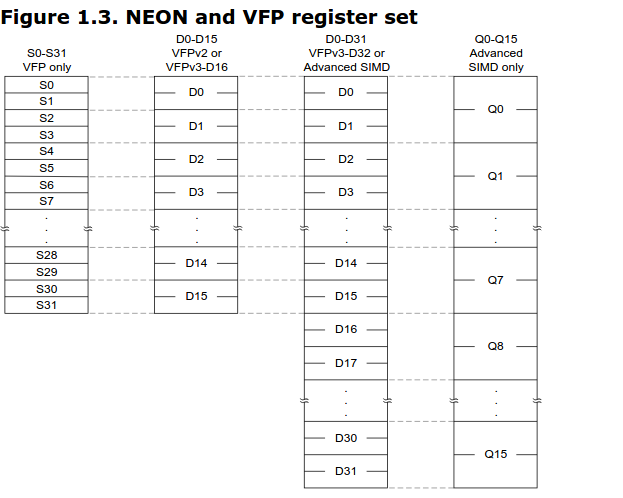 Figure 1.3. NEON and VFP register set
S0-S31
VFP only
D0-D15
VFPv2 or
VFPv3-D16
D0-D31
VFPv3-D32 or
Advanced SIMD
Q0-Q15
Advanced
SIMD only
S0
S1
S2
S3
S4
S5
S6
S7
S28
S29
S30
S31
D0
D1
D2
D3
D14
D15
D0
D1
D2
D3
D14
D15
D16
D17
D30
D31
Q0
Q1
Q7
Q8
Q15